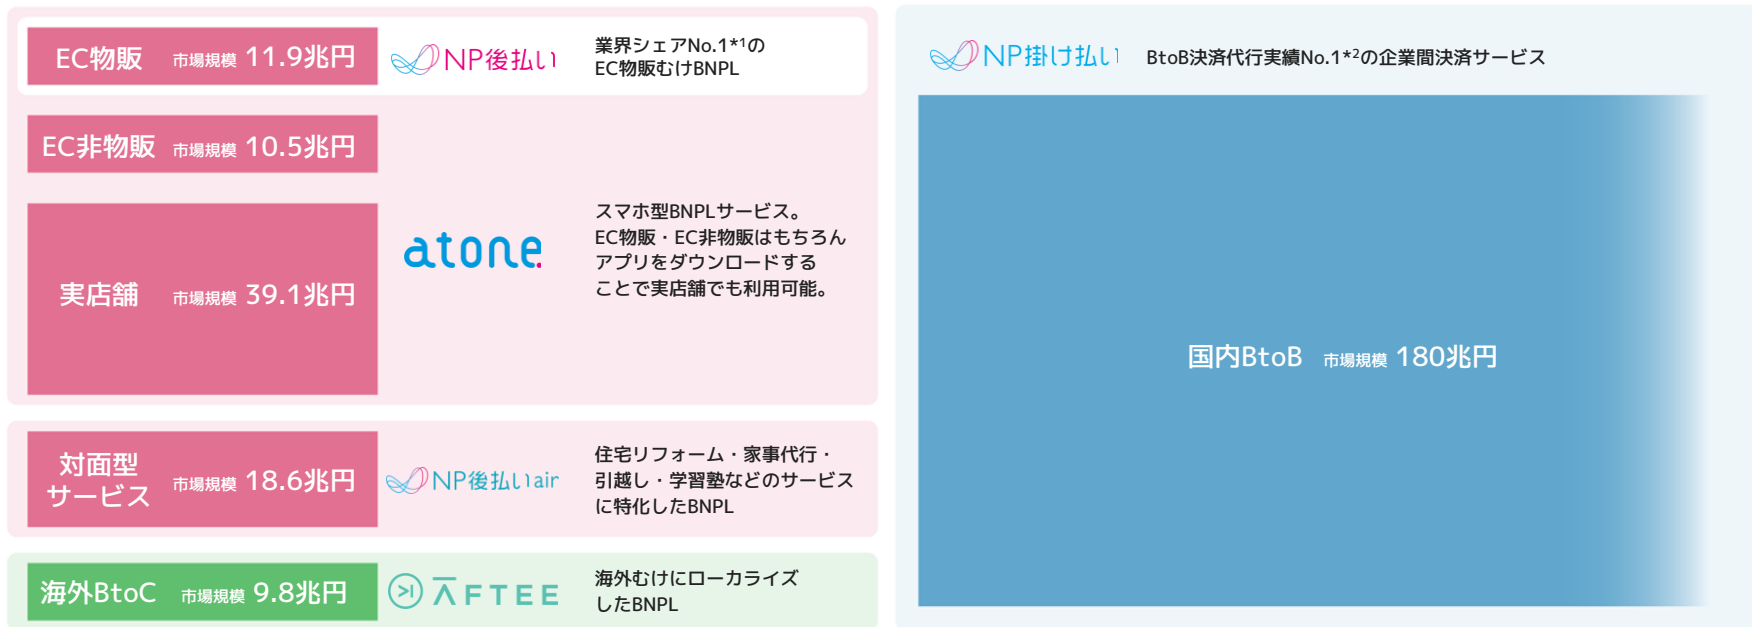 EC物販 市場規模 11.9兆円
NP後払い
業界シェアNo.1*1の
EC物販むけBNPL
EC非物販 市場規模 10.5兆円
実店舗 市場規模 39.1兆円
atone.
スマホ型BNPLサービス。
EC物販・EC非物販はもちろん
アプリをダウンロードする
ことで実店舗でも利用可能。
対面型
サービス 市場規模 18.6兆円
NP後払いair
住宅リフォーム・家事代行・
引越し・学習塾などのサービス
に特化したBNPL
海外BtoC 市場規模 9.8兆円
AFTEE
海外むけにローカライズ
したBNPL
NP掛け払い
BtoB決済代行実績No.1*2の企業間決済サービス
国内BtoB 市場規模 180兆円